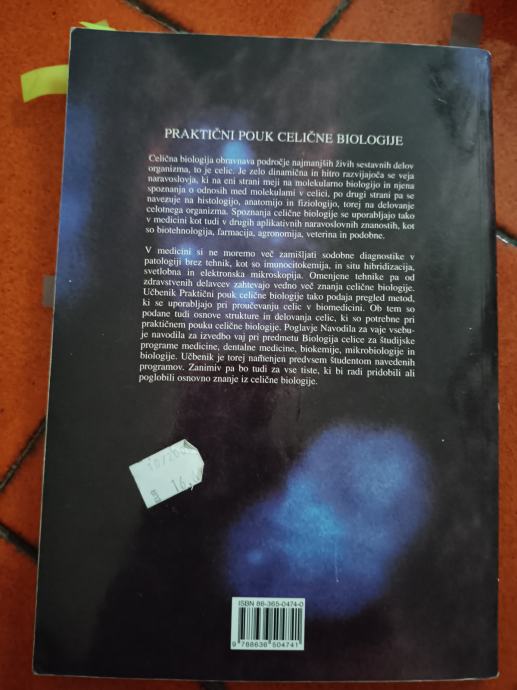 PRAKTIČNI POUK CELIČNE BIOLOGIJE
Celična biologija obravnava področje najmanjših živih sestavnih delov
organizma, to je celic. Je zelo dinamična in hitro razvijajoča se veja
naravoslovja, ki na eni strani meji na molekularno biologijo in njena
spoznanja o odnosih med molekulami v celici, po drugi strani pa se
navezuje na histologijo, anatomijo in fiziologijo, torej na delovanje
celotnega organizma. Spoznanja celične biologije se uporabljajo tako
v medicini kot tudi v drugih aplikativnih naravoslovnih znanostih, kot
so biotehnologija, farmacija, agronomija, veterina in podobne.
V medicini si ne moremo več zamišljati sodobne diagnostike v
patologiji brez tehnik, kot so imunocitokemija, in situ hibridizacija,
svetlobna in elektronska mikroskopija. Omenjene tehnike pa od
zdravstvenih delavcev zahtevajo vedno več znanja celične biologije.
Učbenik Praktični pouk celične biologije tako podaja pregled metod,
ki se uporabljajo pri proučevanju celic v biomedicini. Ob tem so
podane tudi osnove strukture in delovanja celic, ki so potrebne pri
praktičnem pouku celične biologije. Poglavje Navodila za vaje vsebu-
je navodila za izvedbo vaj pri predmetu Biologija celice za študijske
programe medicine, dentalne medicine, biokemije, mikrobiologije in
biologije. Učbenik je torej namenjen predvsem študentom navedenih
programov. Zanimiv pa bo tudi za vse tiste, ki bi radi pridobili ali
poglobili osnovno znanje iz celične biologije.
16,
ISBN 86-365-0474-0
9 788636 504741